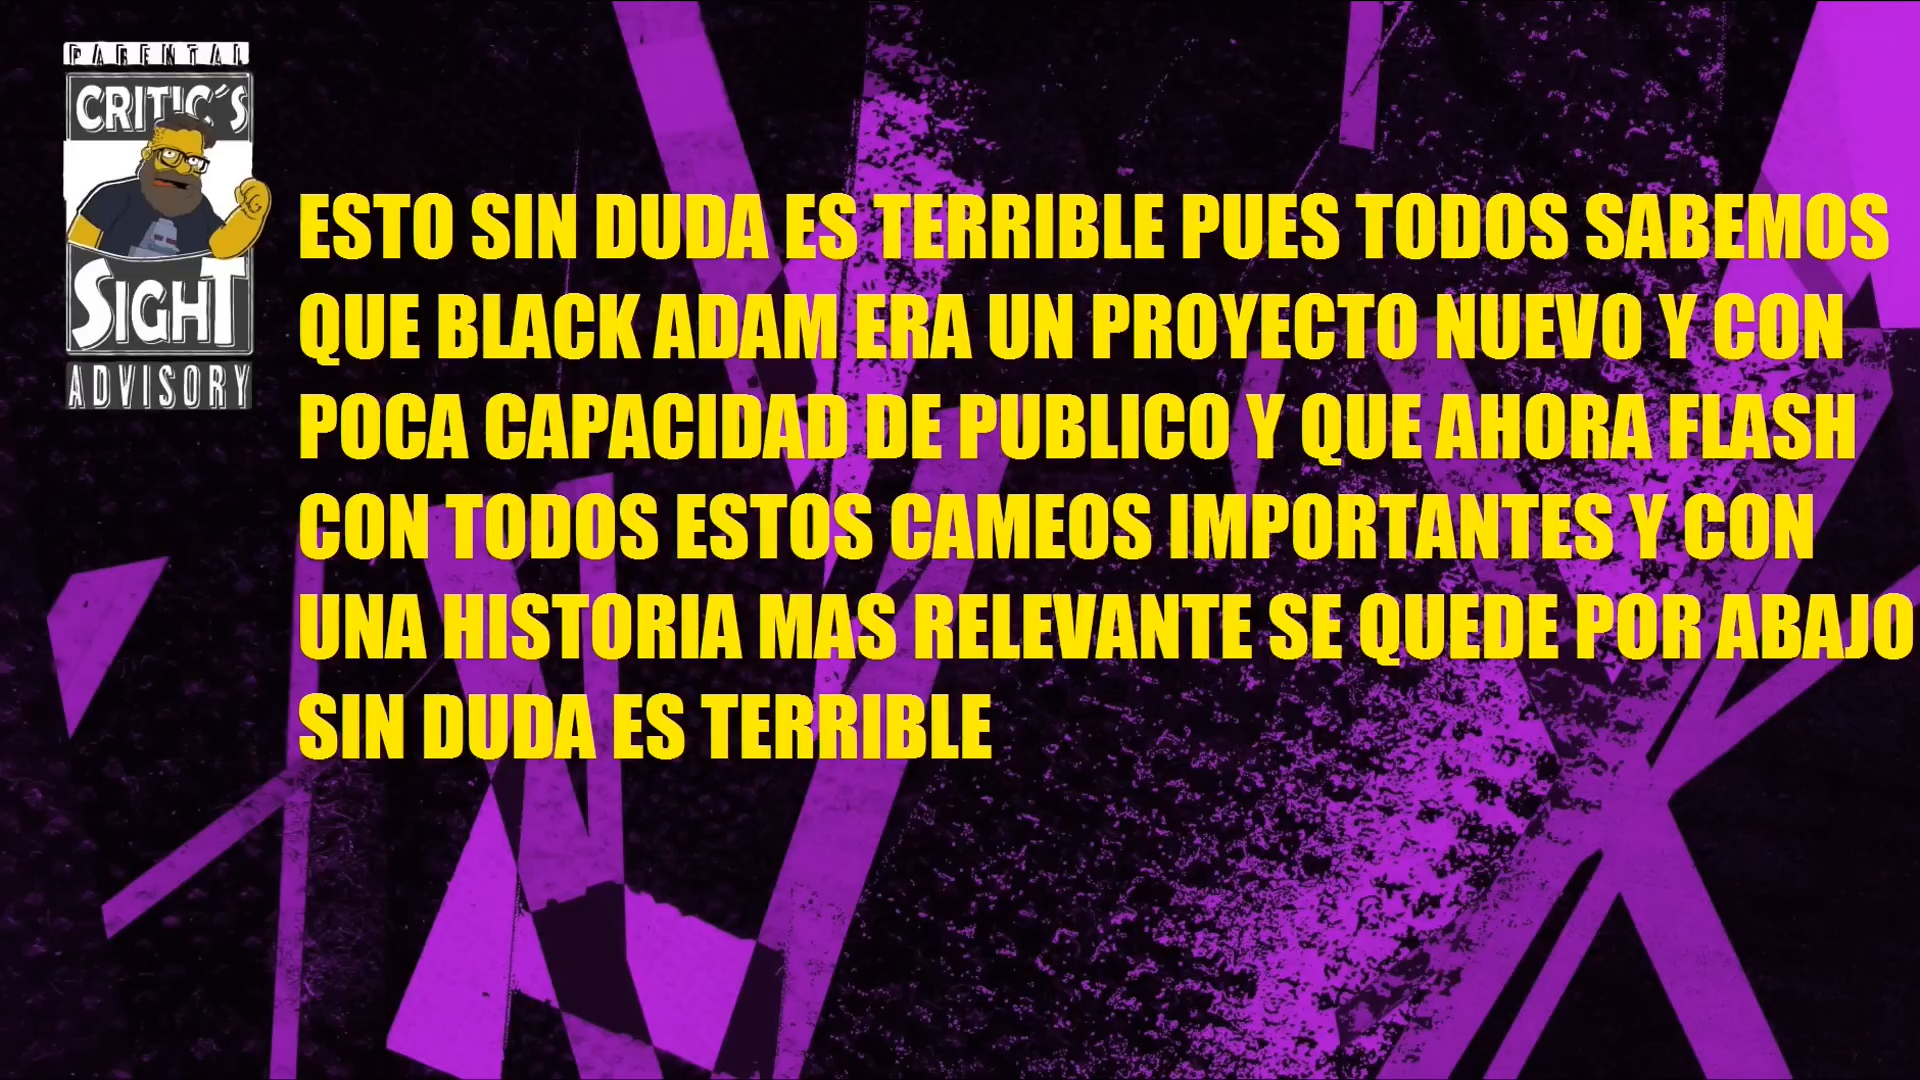 PARENTAL
CRITIC´S
SIGHT
ADVISORY
ESTO SIN DUDA ES TERRIBLE PUES TODOS SABEMOS
QUE BLACK ADAM ERA UN PROYECTO NUEVO Y CON
POCA CAPACIDAD DE PUBLICO Y QUE AHORA FLASH
CON TODOS ESTOS CAMEOS IMPORTANTES Y CON
UNA HISTORIA MAS RELEVANTE SE QUEDE POR ABAJO
SIN DUDA ES TERRIBLE